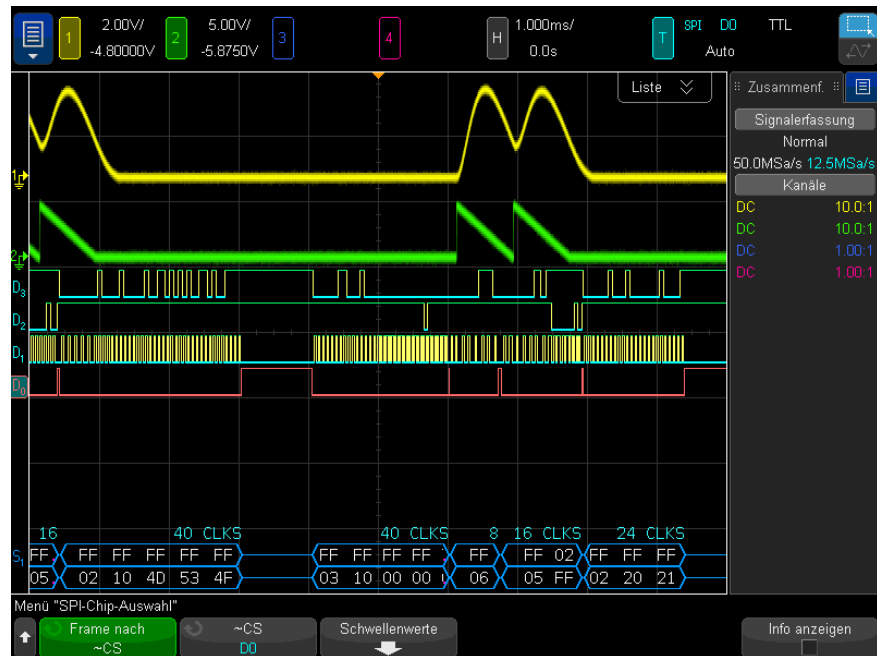 1 2.00V/ 2 5.00V/ 3 4 H 1.000ms/ T SPI D0 TTL
-4.80000V -5.8750V 0.0s Auto
Liste
Zusammenf.
Signalerfassung
Normal
50.0MSa/s 12.5MSa/s
Kanäle
DC 10.0:1
DC 10.0:1
DC 1.00:1
DC 1.00:1
1
2
D3
D2
D1
D0
16 40 CLKS 40 CLKS 8 16 CLKS 24 CLKS
S1 FF FF FF FF FF FF FF FF FF FF FF FF 02 FF FF FF
05 02 10 4D 53 4F 03 10 00 00 06 05 FF 02 20 21
Menü "SPI-Chip-Auswahl"
Frame nach ~CS Schwellenwerte Info anzeigen
~CS D0